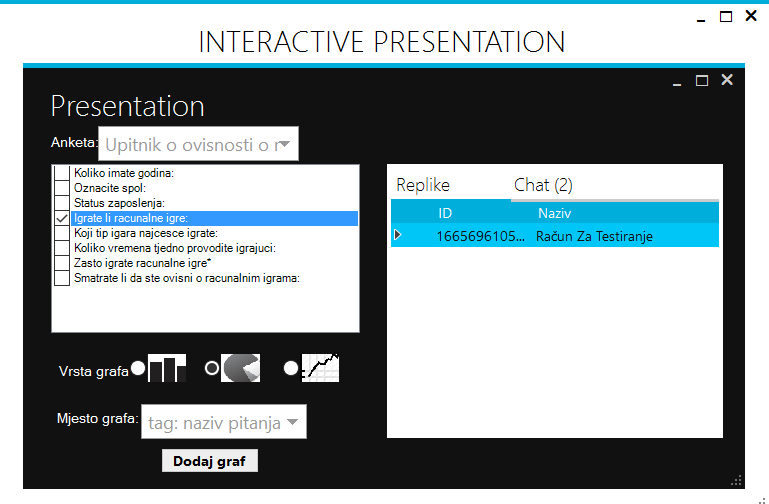 INTERACTIVE PRESENTATION
Presentation
Anketa:
Upitnik o ovisnosti o r
Koliko imate godina:
Oznacite spol:
Status zaposlenja:
Igrate li racunalne igre:
Koji tip igara najcesce igrate:
Koliko vremena tjedno provodite igrajuci:
Zasto igrate racunalne igre*
Smatrate li da ste ovisni o racunalnim igrama:
Vrsta grafa
Mjesto grafa:
tag: naziv pitanja
Dodaj graf
Replike
Chat (2)
ID
Naziv
1665696105...
Račun Za Testiranje